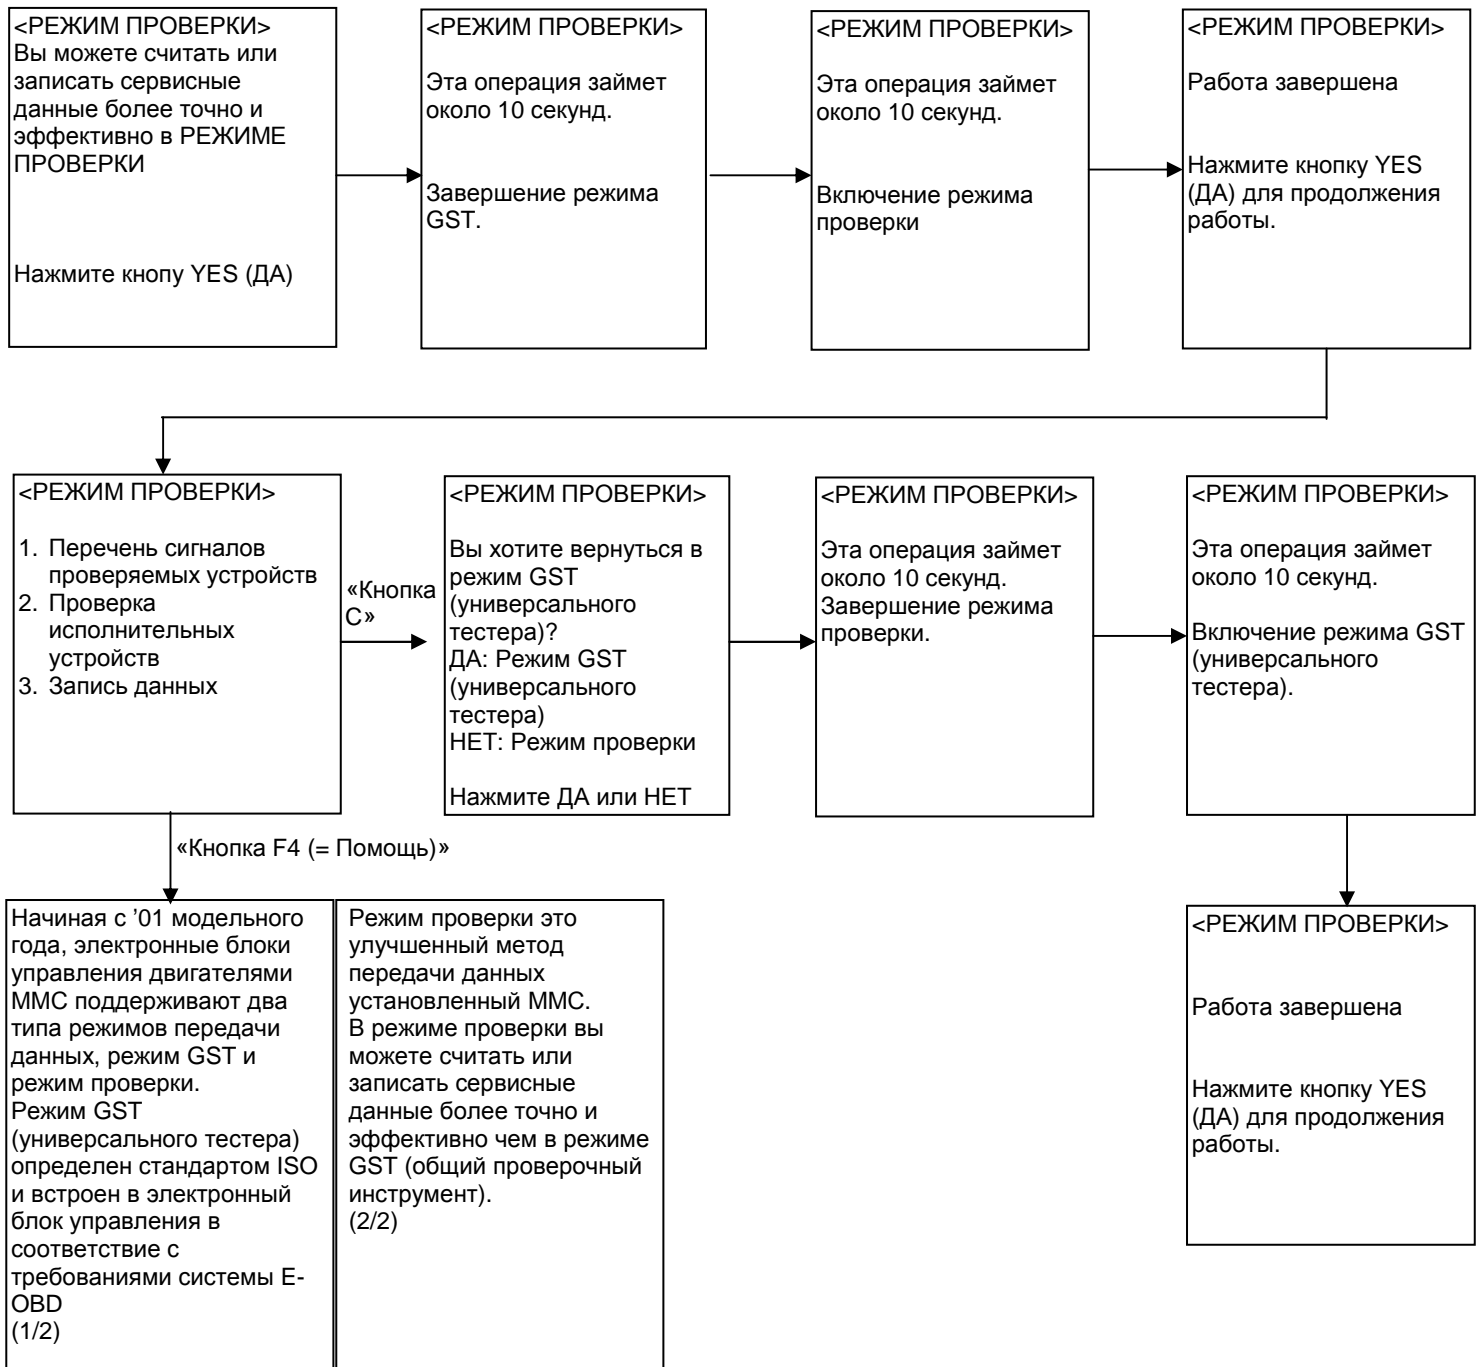 <РЕЖИМ ПРОВЕРКИ>
Вы можете считать или
записать сервисные
данные более точно и
эффективно в РЕЖИМЕ
ПРОВЕРКИ
Нажмите кнопу YES (ДА)
<РЕЖИМ ПРОВЕРКИ>
Эта операция займет
около 10 секунд.
Завершение режима
GST.
<РЕЖИМ ПРОВЕРКИ>
Эта операция займет
около 10 секунд.
Включение режима
проверки
<РЕЖИМ ПРОВЕРКИ>
Работа завершена
Нажмите кнопку YES
(ДА) для продолжения
работы.
<РЕЖИМ ПРОВЕРКИ>
1. Перечень сигналов
проверяемых устройств
2. Проверка
исполнительных
устройств
3. Запись данных
«Кнопка
С»
<РЕЖИМ ПРОВЕРКИ>
Вы хотите вернуться в
режим GST
(универсального
тестера)?
ДА: Режим GST
(универсального
тестера)
НЕТ: Режим проверки
Нажмите ДА или НЕТ
<РЕЖИМ ПРОВЕРКИ>
Эта операция займет
около 10 секунд.
Завершение режима
проверки.
<РЕЖИМ ПРОВЕРКИ>
Эта операция займет
около 10 секунд.
Включение режима GST
(универсального
тестера).
«Кнопка F4 (= Помощь)»
Начиная с ’01 модельного
года, электронные блоки
управления двигателями
ММС поддерживают два
типа режимов передачи
данных, режим GST и
режим проверки.
Режим GST
(универсального тестера)
определен стандартом ISO
и встроен в электронный
блок управления в
соответствие с
требованиями системы E-
OBD
(1/2)
Режим проверки это
улучшенный метод
передачи данных
установленный ММС.
В режиме проверки вы
можете считать или
записать сервисные
данные более точно и
эффективно чем в режиме
GST (общий проверочный
инструмент).
(2/2)
<РЕЖИМ ПРОВЕРКИ>
Работа завершена
Нажмите кнопку YES
(ДА) для продолжения
работы.